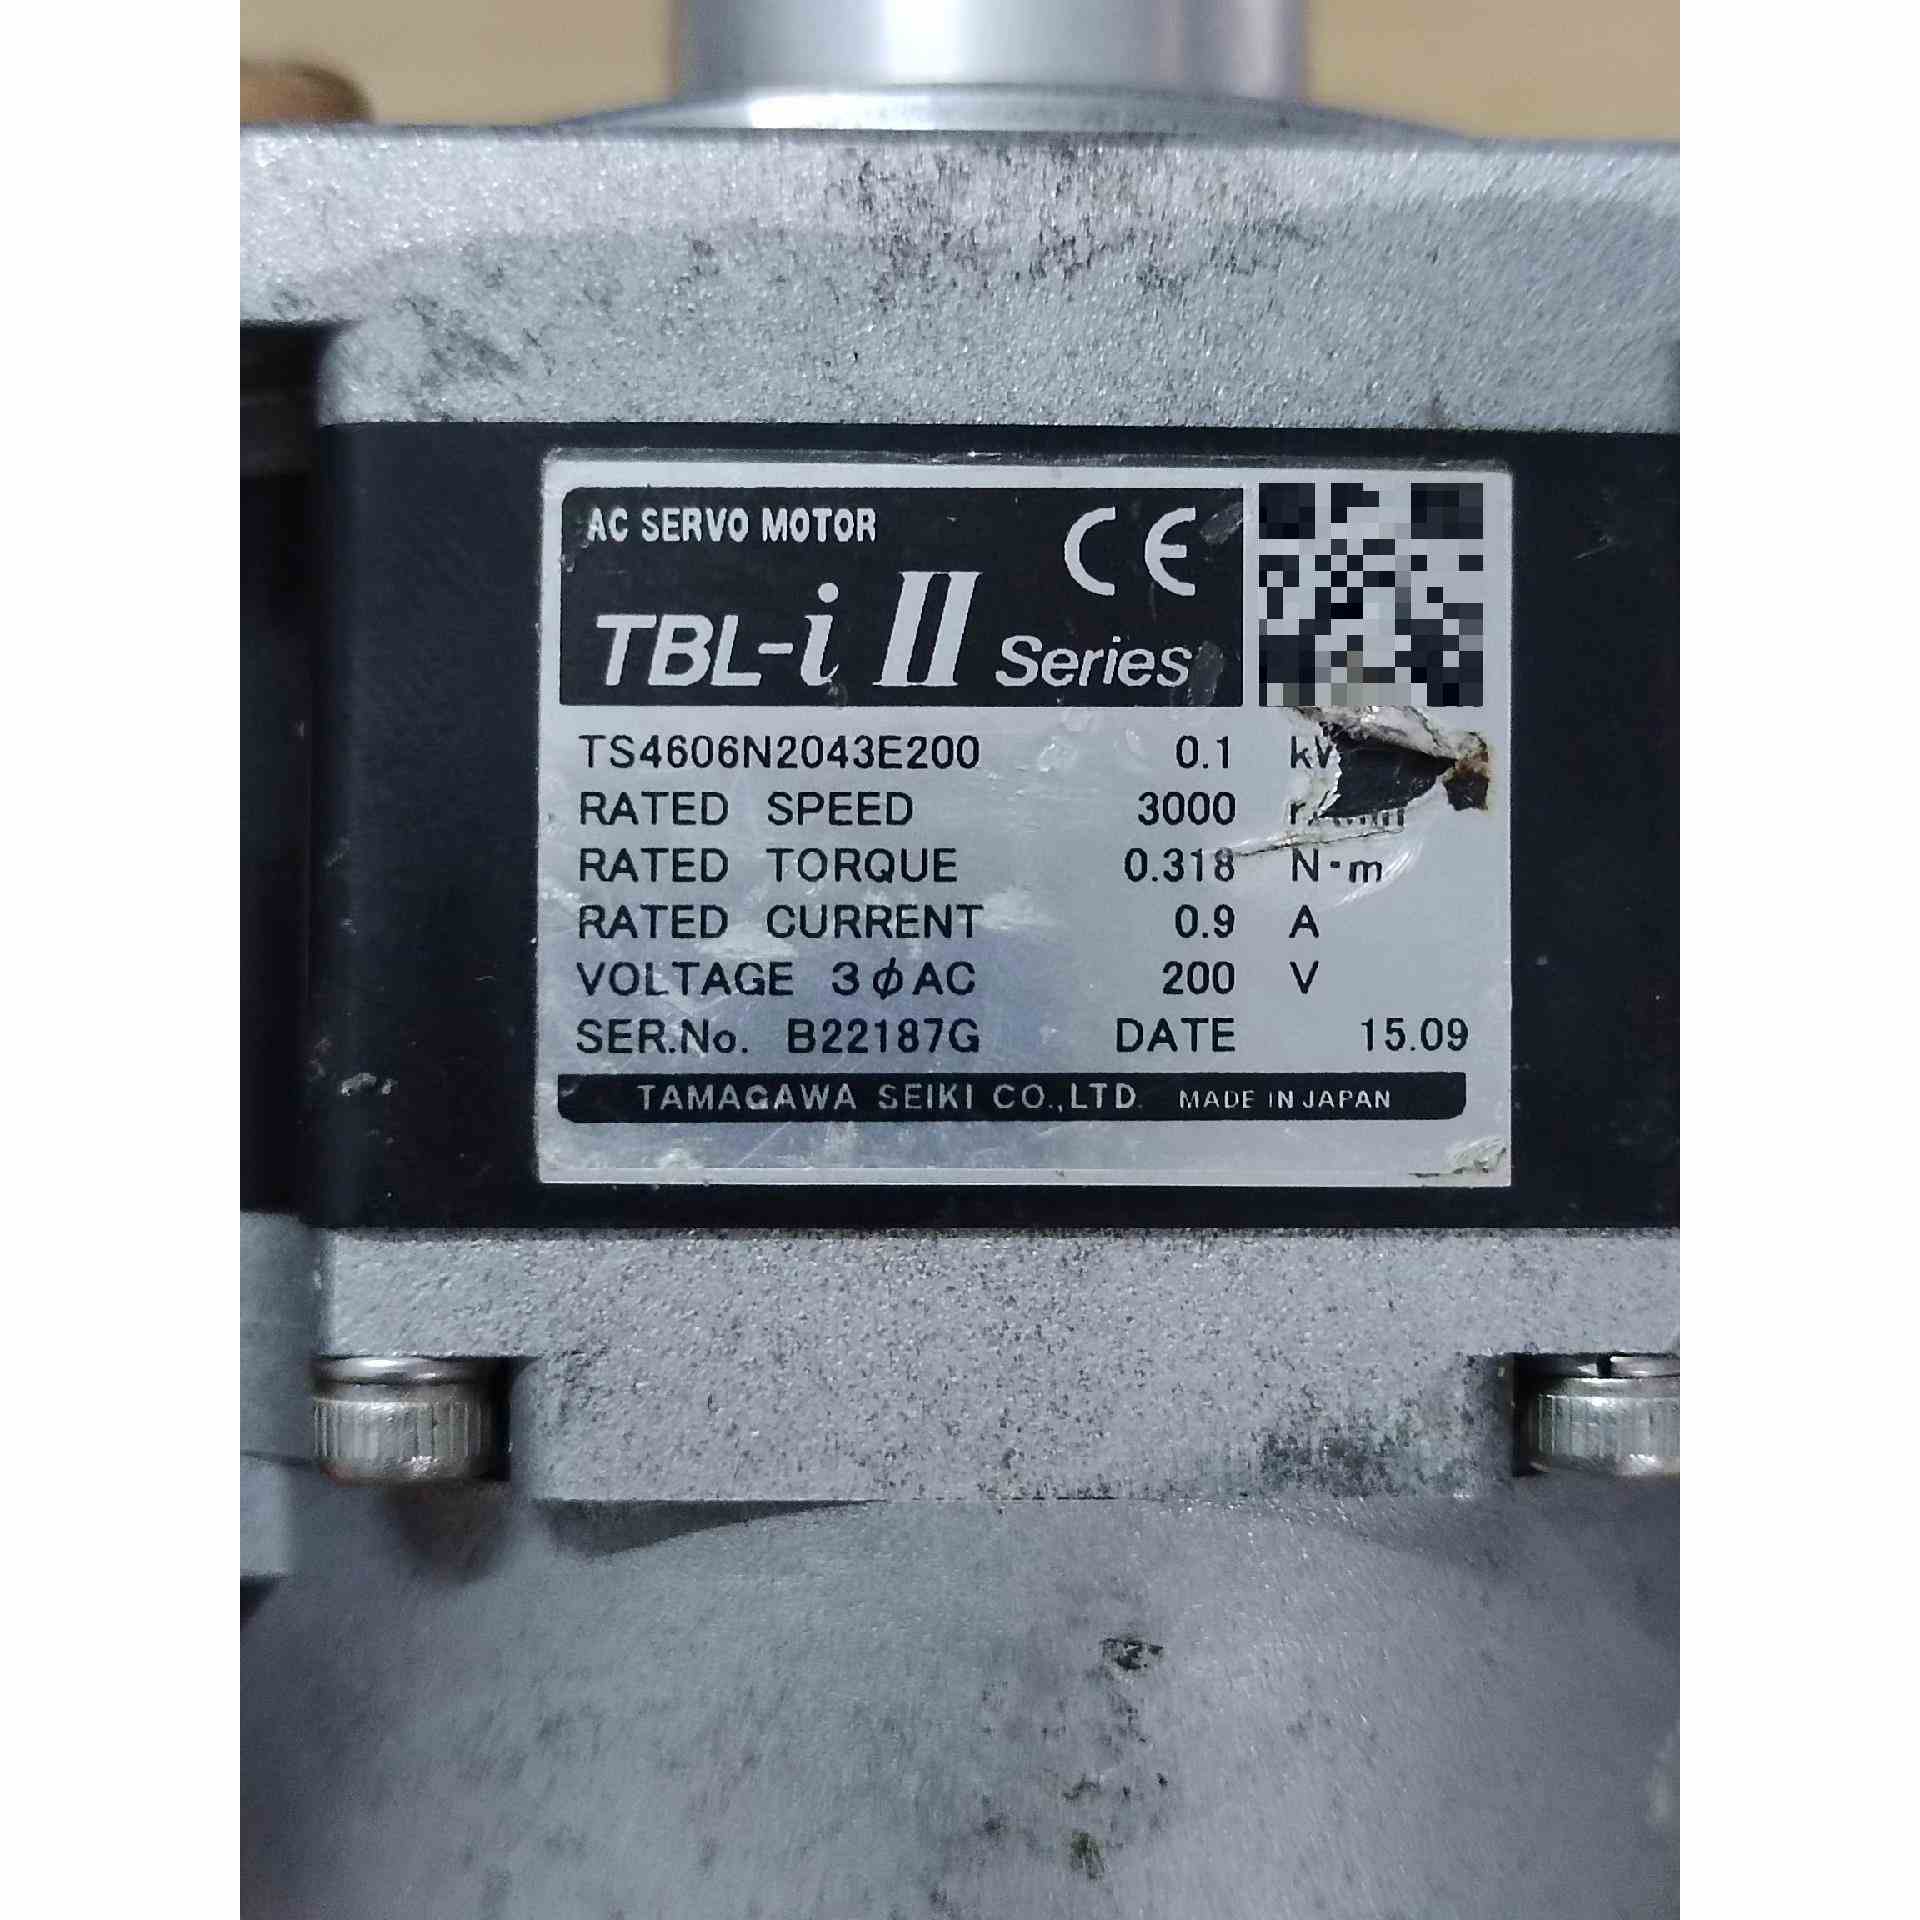 AC SERVO MOTOR CE
TBL-i II Series
TS4606N2043E200 0.1
RATED SPEED 3000
RATED TORQUE 0.318 N·m
RATED CURRENT 0.9 A
VOLTAGE 3φAC 200 V
SER.No. B22187G DATE 15.09
TAMAGAWA SEIKI CO.,LTD. MADE IN JAPAN